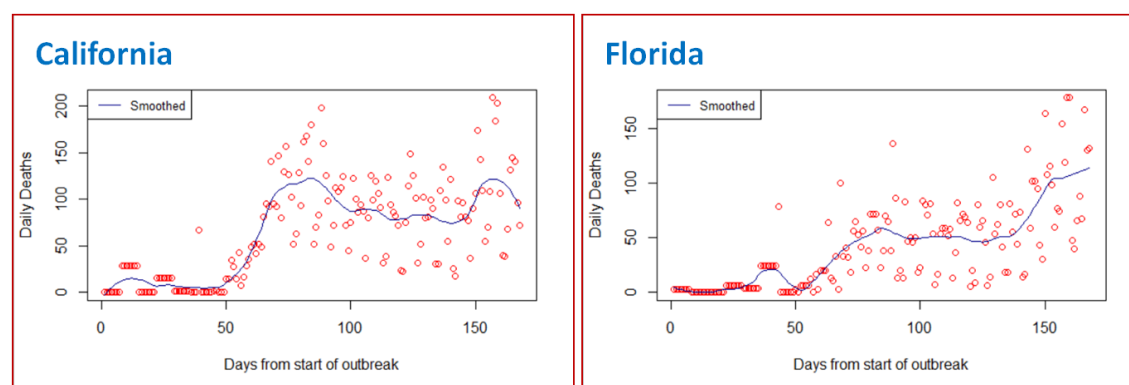 California
Smoothed
Daily Deaths
200
150
100
50
0
0 50 100 150
Days from start of outbreak
Florida
Smoothed
Daily Deaths
150
100
50
0
0 50 100 150
Days from start of outbreak